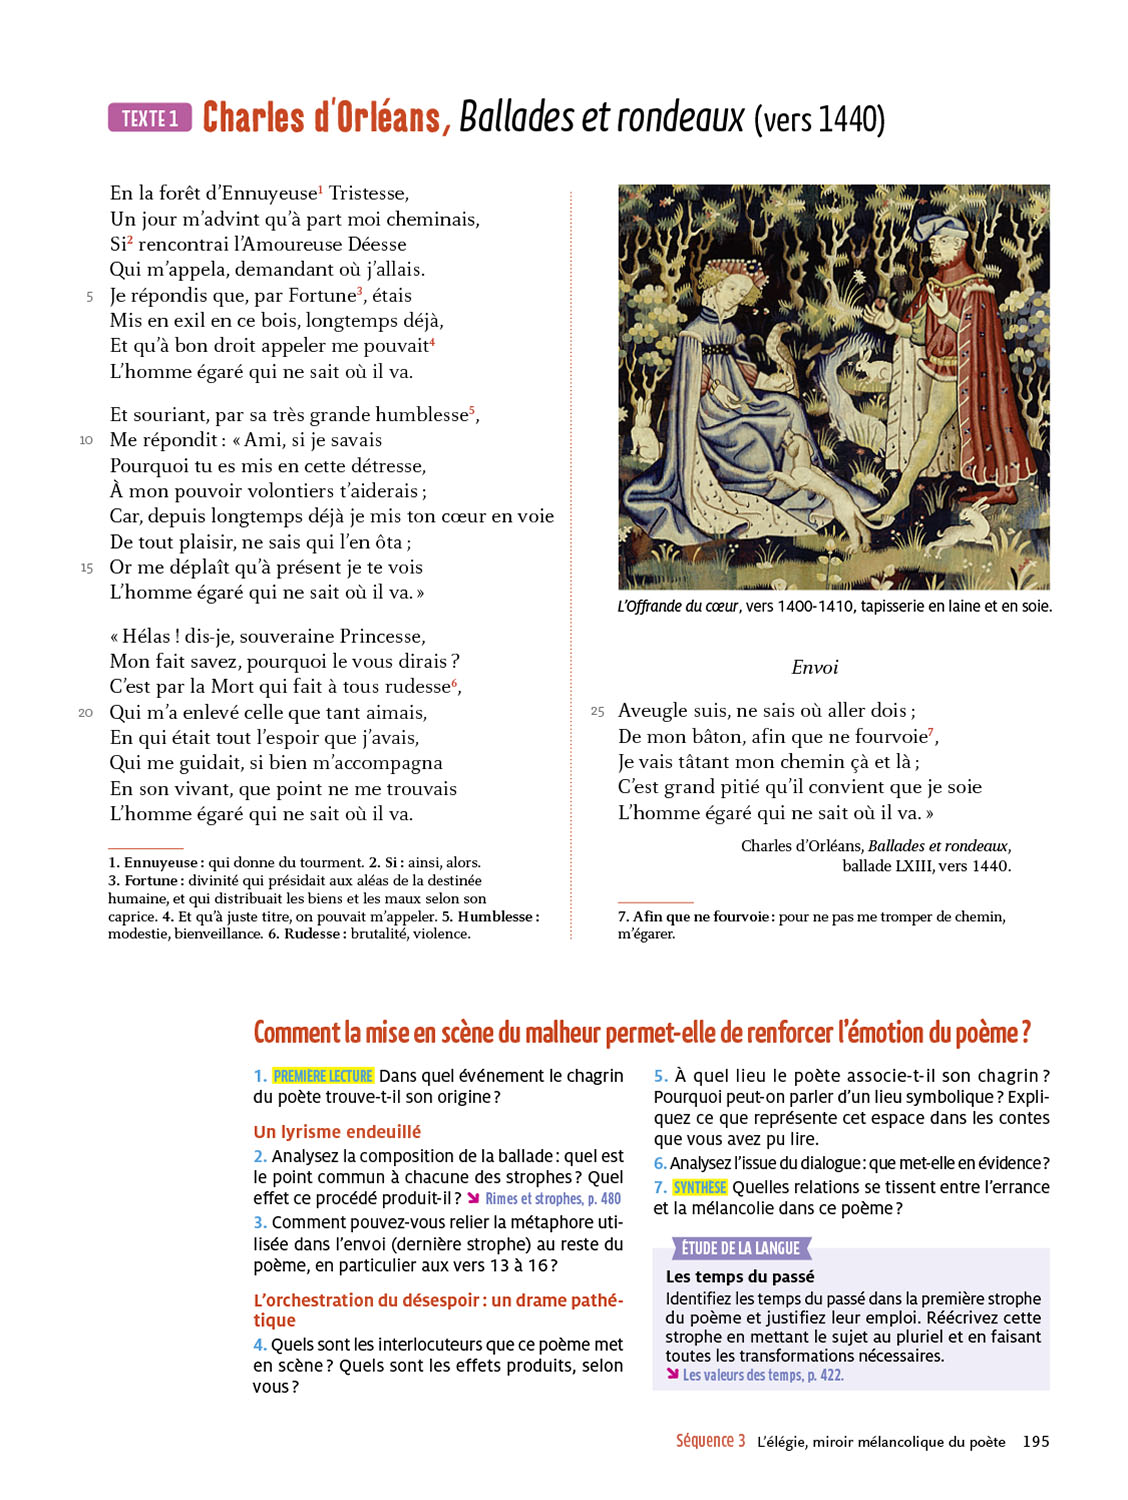 TEXTE 1 Charles d'Orléans, Ballades et rondeaux (vers 1440)
En la forêt d'Ennuyeuse¹ Tristesse,
Un jour m'advint qu'à part moi cheminais,
Si² rencontrai l'Amoureuse Déesse
Qui m'appela, demandant où j'allais.
5 Je répondis que, par Fortune³, étais
Mis en exil en ce bois, longtemps déjà,
Et qu'à bon droit appeler me pouvait⁴
L'homme égaré qui ne sait où il va.
Et souriant, par sa très grande humblesse⁵,
10 Me répondit : « Ami, si je savais
Pourquoi tu es mis en cette détresse,
À mon pouvoir volontiers t'aiderais ;
Car, depuis longtemps déjà je mis ton cœur en voie
De tout plaisir, ne sais qui l'en ôta ;
15 Or me déplaît qu'à présent je te vois
L'homme égaré qui ne sait où il va. »
« Hélas ! dis-je, souveraine Princesse,
Mon fait savez, pourquoi le vous dirais ?
C'est par la Mort qui fait à tous rudesse⁶,
20 Qui m'a enlevé celle que tant aimais,
En qui était tout l'espoir que j'avais,
Qui me guidait, si bien m'accompagna
En son vivant, que point ne me trouvais
L'homme égaré qui ne sait où il va.
1. Ennuyeuse : qui donne du tourment. 2. Si : ainsi, alors.
3. Fortune : divinité qui présidait aux aléas de la destinée
humaine, et qui distribuait les biens et les maux selon son
caprice. 4. Et qu'à juste titre, on pouvait m'appeler. 5. Humblesse :
modestie, bienveillance. 6. Rudesse : brutalité, violence.
L'Offrande du cœur, vers 1400-1410, tapisserie en laine et en soie.
Envoi
25 Aveugle suis, ne sais où aller dois ;
De mon bâton, afin que ne fourvoie⁷,
Je vais tâtant mon chemin çà et là ;
C'est grand pitié qu'il convient que je soie
L'homme égaré qui ne sait où il va. »
Charles d'Orléans, Ballades et rondeaux,
ballade LXIII, vers 1440.
7. Afin que ne fourvoie : pour ne pas me tromper de chemin,
m'égarer.
Comment la mise en scène du malheur permet-elle de renforcer l'émotion du poème ?
1. PREMIÈRE LECTURE Dans quel événement le chagrin
du poète trouve-t-il son origine ?
Un lyrisme endeuillé
2. Analysez la composition de la ballade : quel est
le point commun à chacune des strophes ? Quel
effet ce procédé produit-il ? ➘ Rimes et strophes, p. 480
3. Comment pouvez-vous relier la métaphore uti-
lisée dans l'envoi (dernière strophe) au reste du
poème, en particulier aux vers 13 à 16 ?
L'orchestration du désespoir : un drame pathé-
tique
4. Quels sont les interlocuteurs que ce poème met
en scène ? Quels sont les effets produits, selon
vous ?
5. À quel lieu le poète associe-t-il son chagrin ?
Pourquoi peut-on parler d'un lieu symbolique ? Expli-
quez ce que représente cet espace dans les contes
que vous avez pu lire.
6. Analysez l'issue du dialogue : que met-elle en évidence ?
7. SYNTHÈSE Quelles relations se tissent entre l'errance
et la mélancolie dans ce poème ?
ÉTUDE DE LA LANGUE
Les temps du passé
Identifiez les temps du passé dans la première strophe
du poème et justifiez leur emploi. Réécrivez cette
strophe en mettant le sujet au pluriel et en faisant
toutes les transformations nécessaires.
➘ Les valeurs des temps, p. 422.
Séquence 3 L'élégie, miroir mélancolique du poète 195